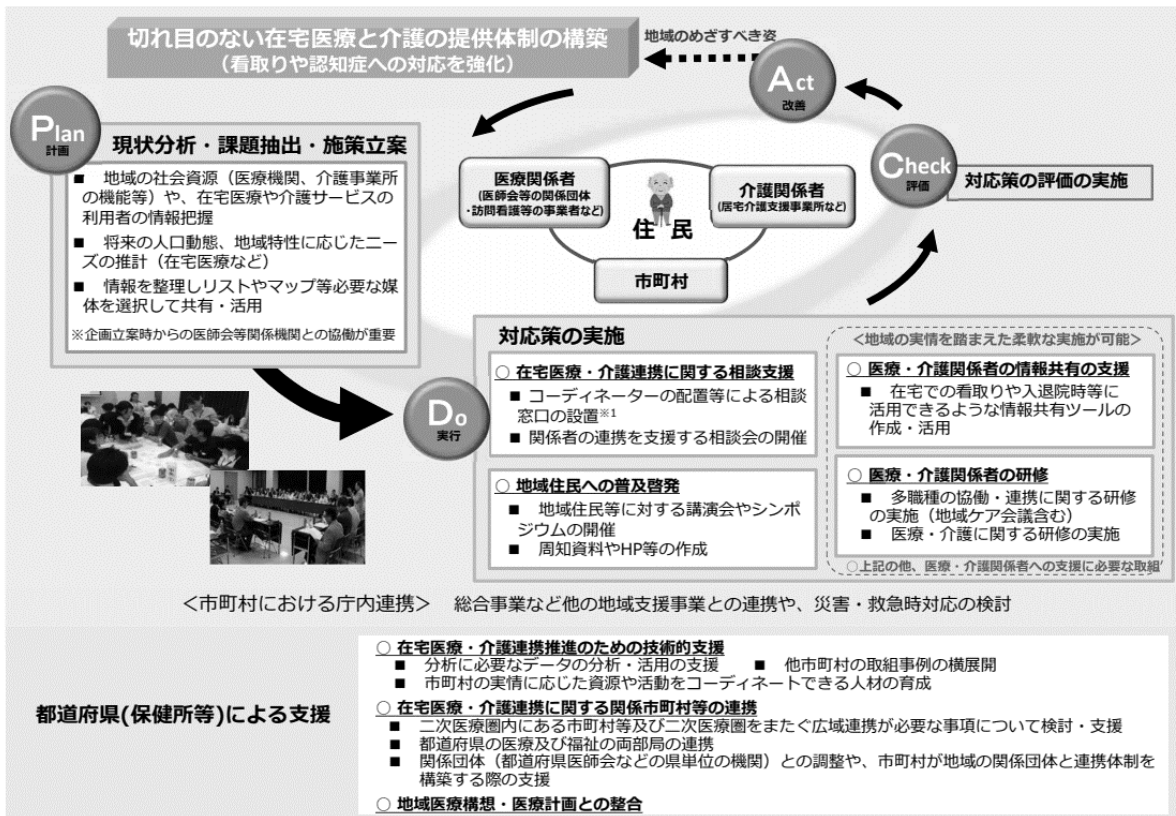 切れ目のない在宅医療と介護の提供体制の構築
（看取りや認知症への対応を強化）
地域のめざすべき姿
Act
改善
Plan
計画
現状分析・課題抽出・施策立案
■ 地域の社会資源（医療機関、介護事業所
の機能等）や、在宅医療や介護サービスの
利用者の情報把握
■ 将来の人口動態、地域特性に応じたニー
ズの推計（在宅医療など）
■ 情報を整理しリストやマップ等必要な媒
体を選択して共有・活用
※企画立案時からの医師会等関係機関との協働が重要
医療関係者
（医師会等の関係団体
・訪問看護等の事業者など）
介護関係者
（居宅介護支援事業所など）
住民
市町村
Check
評価
対応策の評価の実施
Do
実行
対応策の実施
○ 在宅医療・介護連携に関する相談支援
■ コーディネーターの配置等による相談
窓口の設置※1
■ 関係者の連携を支援する相談会の開催
○ 地域住民への普及啓発
■ 地域住民等に対する講演会やシンポ
ジウムの開催
■ 周知資料やHP等の作成
＜地域の実情を踏まえた柔軟な実施が可能＞
○ 医療・介護関係者の情報共有の支援
■ 在宅での看取りや入退院時等に
活用できるような情報共有ツールの
作成・活用
○ 医療・介護関係者の研修
■ 多職種の協働・連携に関する研修
の実施（地域ケア会議含む）
■ 医療・介護に関する研修の実施
○上記の他、医療・介護関係者への支援に必要な取組
＜市町村における庁内連携＞ 総合事業など他の地域支援事業との連携や、災害・救急時対応の検討
都道府県(保健所等)による支援
○ 在宅医療・介護連携推進のための技術的支援
■ 分析に必要なデータの分析・活用の支援 ■ 他市町村の取組事例の横展開
■ 市町村の実情に応じた資源や活動をコーディネートできる人材の育成
○ 在宅医療・介護連携に関する関係市町村等の連携
■ 二次医療圏内にある市町村等及び二次医療圏をまたぐ広域連携が必要な事項について検討・支援
■ 都道府県の医療及び福祉の両部局の連携
■ 関係団体（都道府県医師会などの県単位の機関）との調整や、市町村が地域の関係団体と連携体制を
構築する際の支援
○ 地域医療構想・医療計画との整合